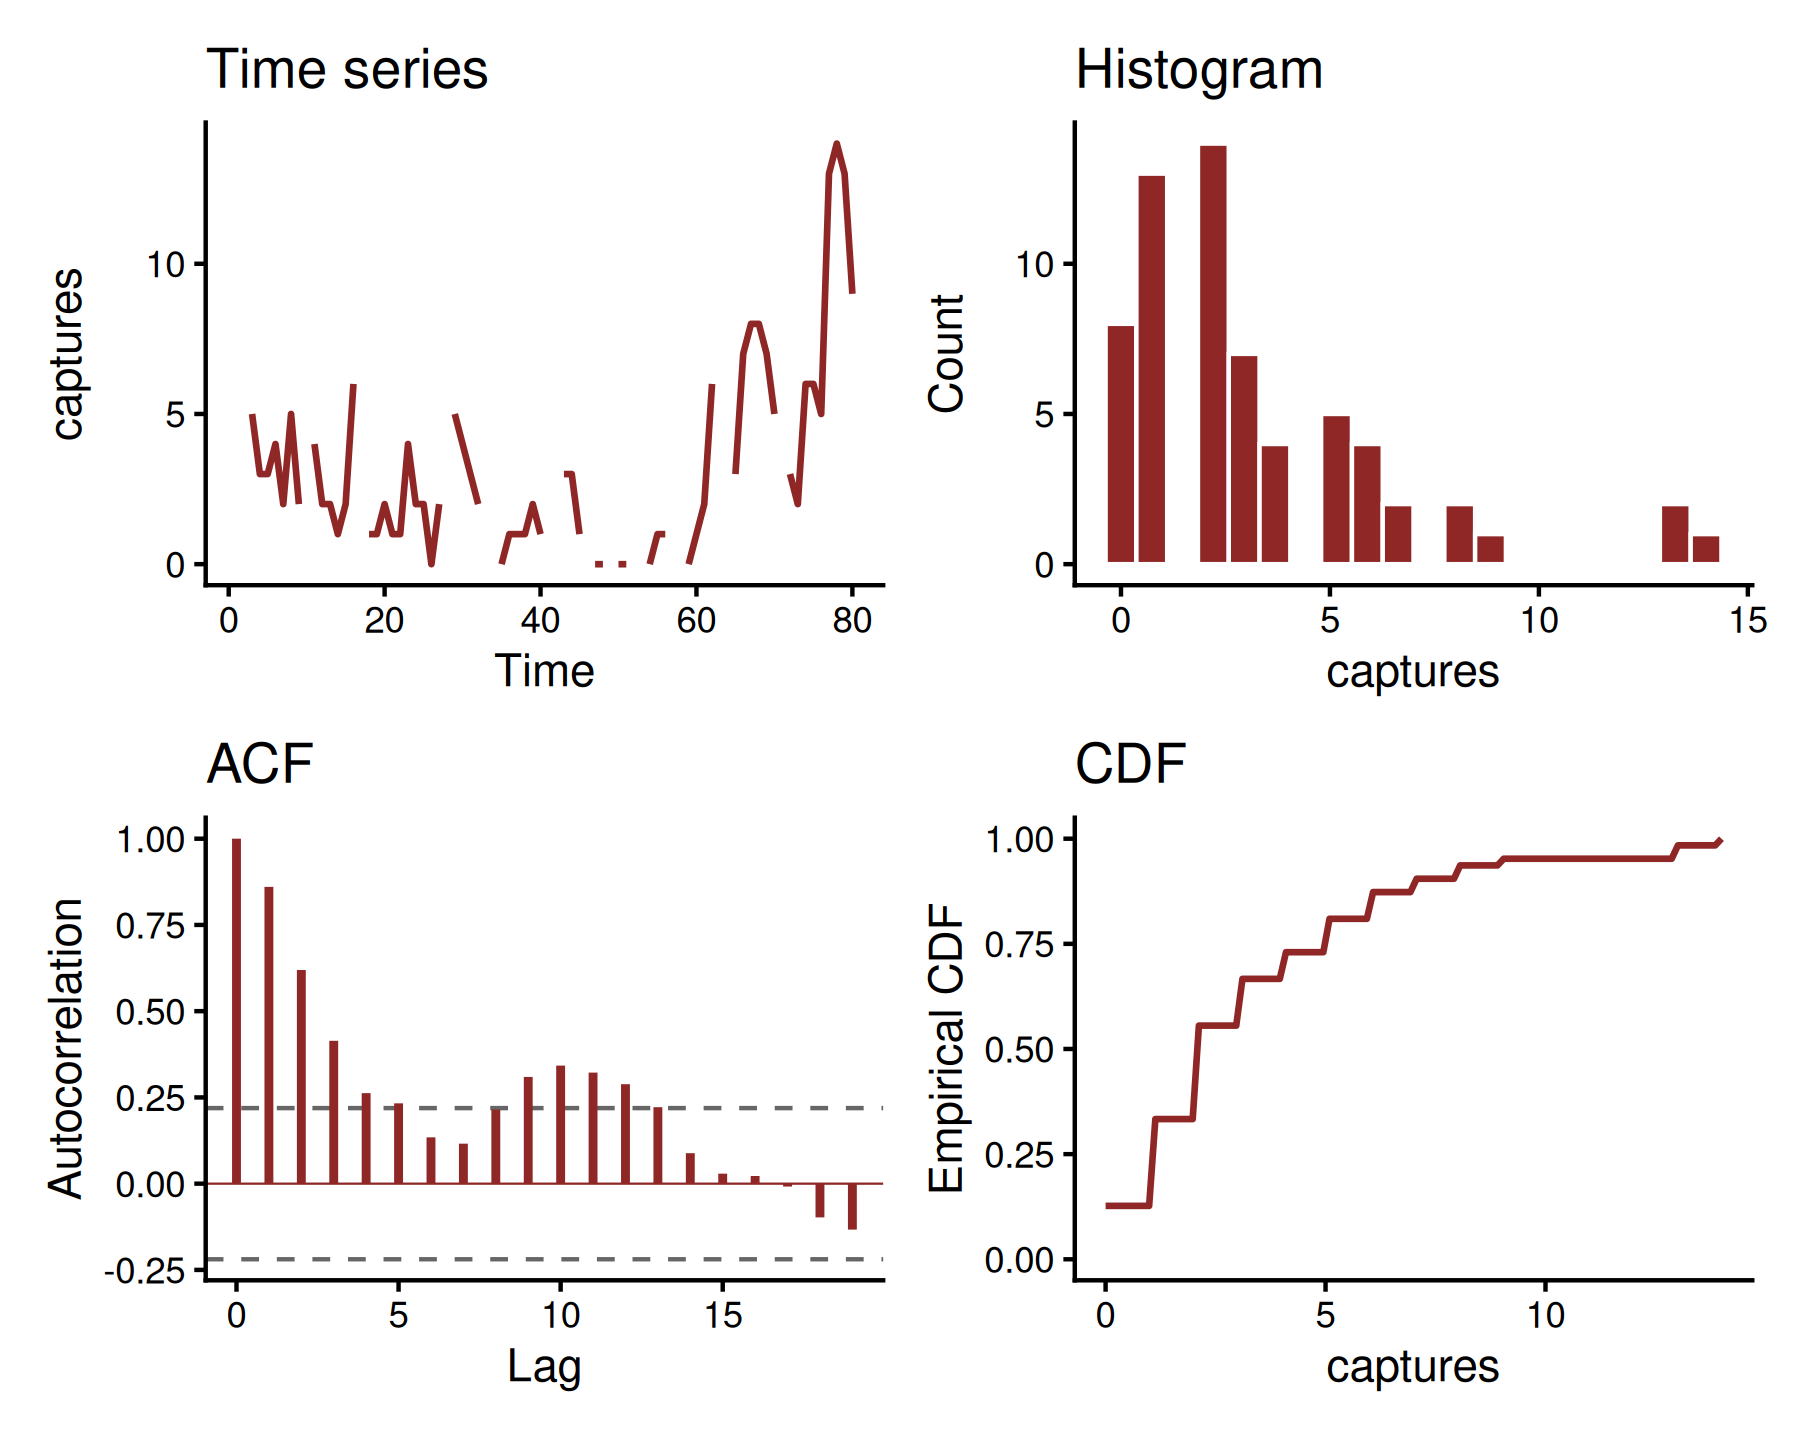 Time series
captures
10
5
0
0 20 40 60 80
Time
Histogram
Count
10
5
0
0 5 10 15
captures
ACF
Autocorrelation
1.00
0.75
0.50
0.25
0.00
-0.25
0 5 10 15
Lag
CDF
Empirical CDF
1.00
0.75
0.50
0.25
0.00
0 5 10
captures